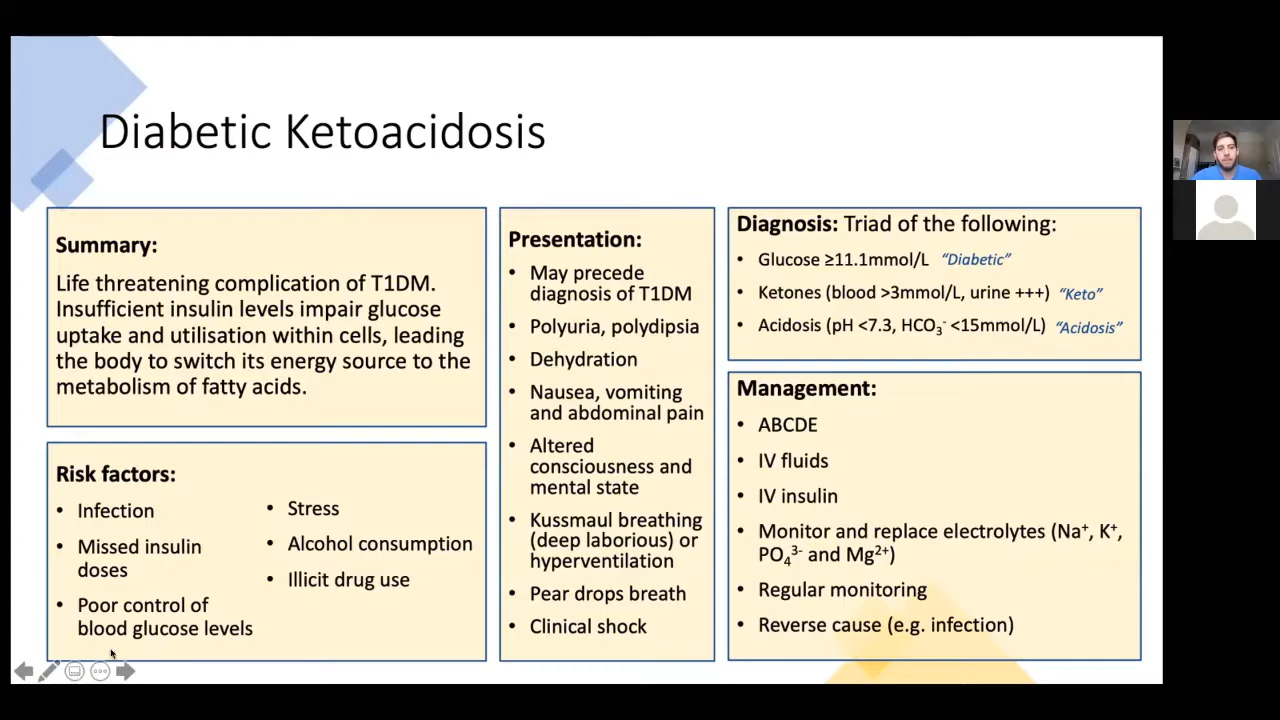 Diabetic Ketoacidosis
Summary:
Life threatening complication of T1DM.
Insufficient insulin levels impair glucose
uptake and utilisation within cells, leading
the body to switch its energy source to the
metabolism of fatty acids.
Risk factors:
• Infection
• Missed insulin
doses
• Poor control of
blood glucose levels
• Stress
• Alcohol consumption
• Illicit drug use
Presentation:
• May precede
diagnosis of T1DM
• Polyuria, polydipsia
• Dehydration
• Nausea, vomiting
and abdominal pain
• Altered
consciousness and
mental state
• Kussmaul breathing
(deep laborious) or
hyperventilation
• Pear drops breath
• Clinical shock
Diagnosis: Triad of the following:
• Glucose ≥11.1mmol/L “Diabetic”
• Ketones (blood >3mmol/L, urine +++) “Keto”
• Acidosis (pH <7.3, HCO₃⁻ <15mmol/L) “Acidosis”
Management:
• ABCDE
• IV fluids
• IV insulin
• Monitor and replace electrolytes (Na⁺, K⁺,
PO₄³⁻ and Mg²⁺)
• Regular monitoring
• Reverse cause (e.g. infection)